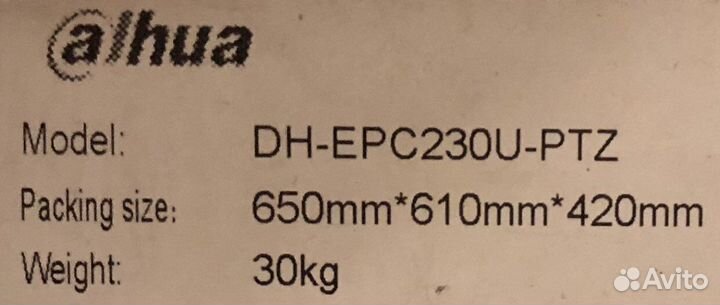 alhua
Model: DH-EPC230U-PTZ
Packing size: 650mm*610mm*420mm
Weight: 30kg
Avito